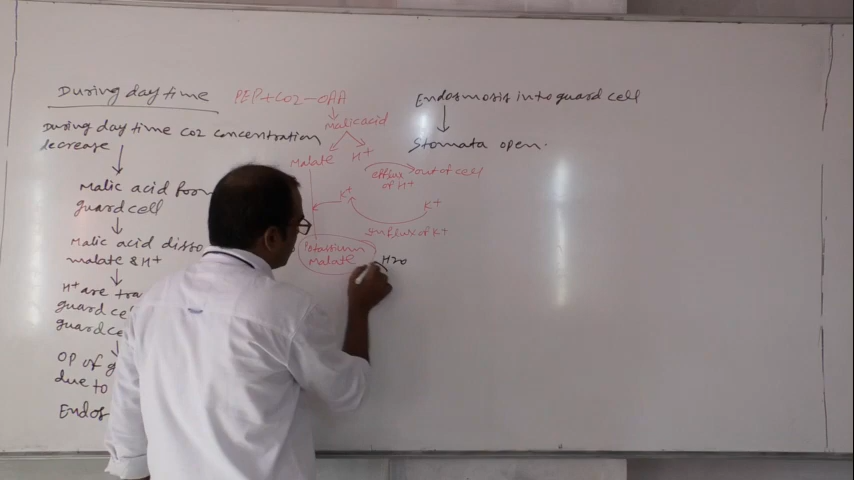 During day time
During day time CO2 concentration
decrease
Malic acid form
guard cell
Malic acid disso
malate & H+
H+ are tra
guard ce
guard ce
OP of g
due to
Endos
PEP+CO2-OAA
Malic acid
Malate H+
efflux
of H+
out of cell
K+
K+
Influx of K+
Potassium
Malate
H2O
Endosmosis into guard cell
Stomata open.